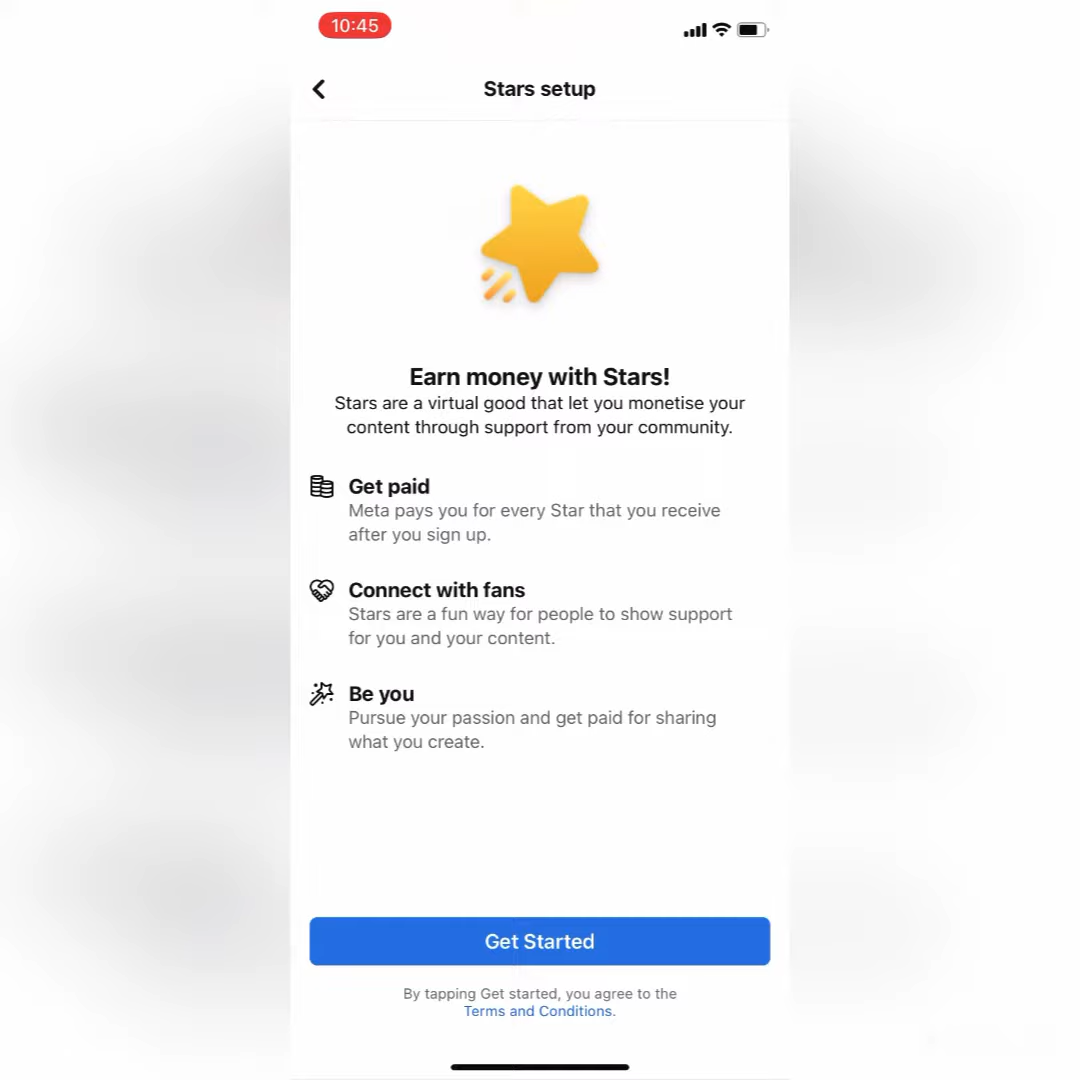 10:45
Stars setup
Earn money with Stars!
Stars are a virtual good that let you monetise your
content through support from your community.
Get paid
Meta pays you for every Star that you receive
after you sign up.
Connect with fans
Stars are a fun way for people to show support
for you and your content.
Be you
Pursue your passion and get paid for sharing
what you create.
Get Started
By tapping Get started, you agree to the
Terms and Conditions.